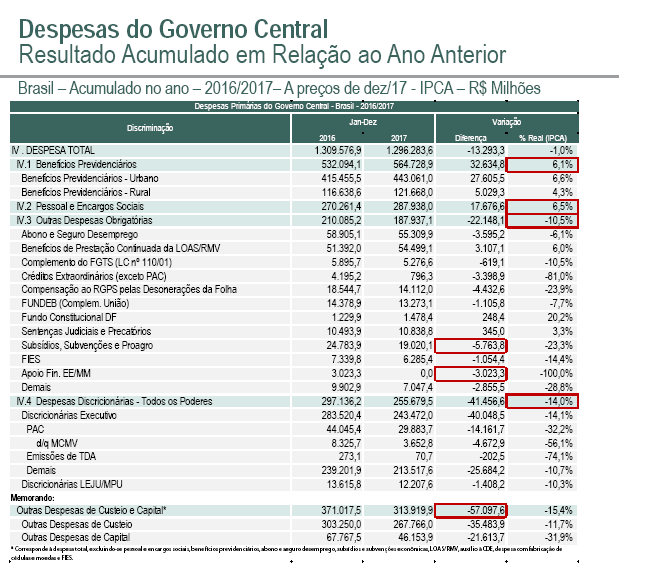 Despesas do Governo Central
Resultado Acumulado em Relação ao Ano Anterior
Brasil – Acumulado no ano – 2016/2017– A preços de dez/17 - IPCA – R$ Milhões
Despesas Primárias do Governo Central - Brasil - 2016/2017
Discriminação Jan-Dez Variação
2016 2017 Diferença % Real (IPCA)
IV . DESPESA TOTAL 1.309.576,9 1.296.283,6 -13.293,3 -1,0%
IV.1 Benefícios Previdenciários 532.094,1 564.728,9 32.634,8 6,1%
Benefícios Previdenciários - Urbano 415.455,5 443.061,0 27.605,5 6,6%
Benefícios Previdenciários - Rural 116.638,6 121.668,0 5.029,3 4,3%
IV.2 Pessoal e Encargos Sociais 270.261,4 287.938,0 17.676,6 6,5%
IV.3 Outras Despesas Obrigatórias 210.085,2 187.937,1 -22.148,1 -10,5%
Abono e Seguro Desemprego 58.905,1 55.309,9 -3.595,2 -6,1%
Benefícios de Prestação Continuada da LOAS/RMV 51.392,0 54.499,1 3.107,1 6,0%
Complemento do FGTS (LC nº 110/01) 5.895,7 5.276,6 -619,1 -10,5%
Créditos Extraordinários (exceto PAC) 4.195,2 796,3 -3.398,9 -81,0%
Compensação ao RGPS pelas Desonerações da Folha 18.544,7 14.112,0 -4.432,6 -23,9%
FUNDEB (Complem. União) 14.378,9 13.273,1 -1.105,8 -7,7%
Fundo Constitucional DF 1.229,9 1.478,4 248,4 20,2%
Sentenças Judiciais e Precatórios 10.493,9 10.838,8 345,0 3,3%
Subsídios, Subvenções e Proagro 24.783,9 19.020,1 -5.763,8 -23,3%
FIES 7.339,8 6.285,4 -1.054,4 -14,4%
Apoio Fin. EE/MM 3.023,3 0,0 -3.023,3 -100,0%
Demais 9.902,9 7.047,4 -2.855,5 -28,8%
IV.4 Despesas Discricionárias - Todos os Poderes 297.136,2 255.679,5 -41.456,6 -14,0%
Discricionárias Executivo 283.520,4 243.472,0 -40.048,5 -14,1%
PAC 44.045,4 29.883,7 -14.161,7 -32,2%
d/q MCMV 8.325,7 3.652,8 -4.672,9 -56,1%
Emissões de TDA 273,1 70,7 -202,5 -74,1%
Demais 239.201,9 213.517,6 -25.684,2 -10,7%
Discricionárias LEJU/MPU 13.615,8 12.207,6 -1.408,2 -10,3%
Memorando:
Outras Despesas de Custeio e Capital* 371.017,5 313.919,9 -57.097,6 -15,4%
Outras Despesas de Custeio 303.250,0 267.766,0 -35.483,9 -11,7%
Outras Despesas de Capital 67.767,5 46.153,9 -21.613,7 -31,9%
* Corresponde à despesa total, excluindo-se pessoal e encargos sociais, benefícios previdenciários, abono e seguro desemprego, subsídios e subvenções econômicas, LOAS/RMV, auxílio à CDE, despesa com fabricação de
cédulas e moedas e FIES.